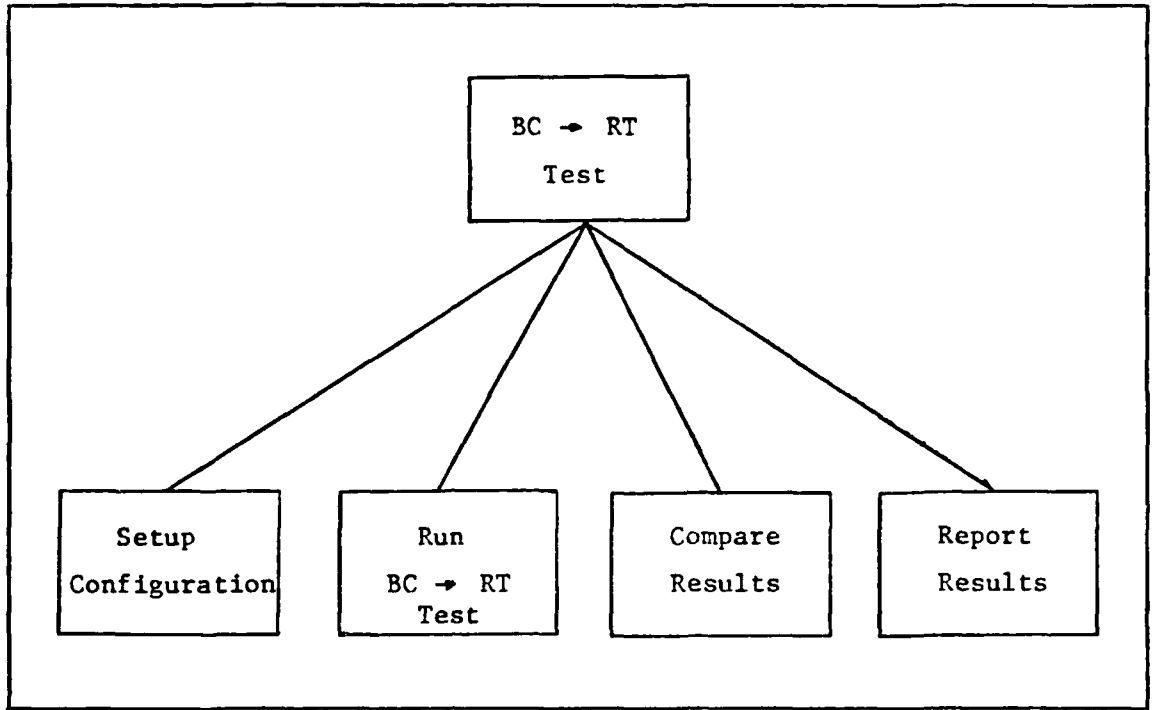 BC → RT
Test
Setup
Configuration
Run
BC → RT
Test
Compare
Results
Report
Results